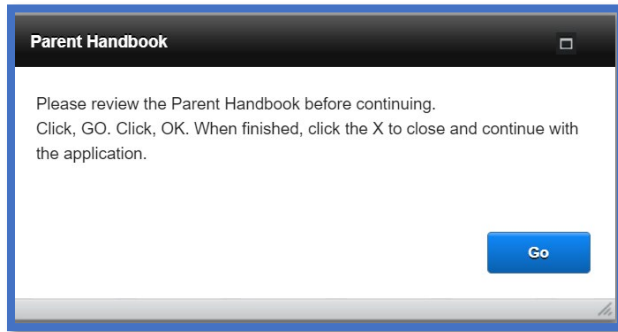 Parent Handbook
Please review the Parent Handbook before continuing.
Click, GO. Click, OK. When finished, click the X to close and continue with
the application.
Go